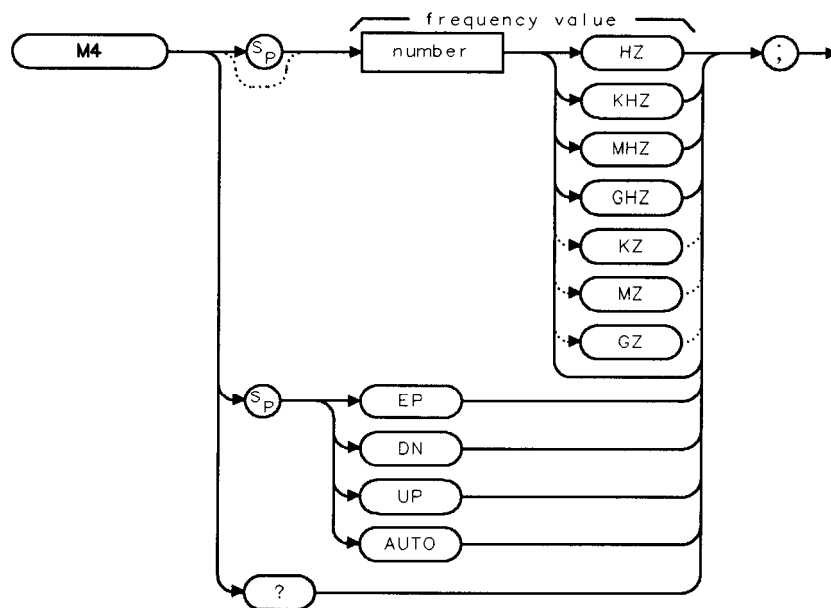 frequency value
M4
SP
number
HZ
;
KHZ
MHZ
GHZ
KZ
MZ
GZ
SP
EP
DN
UP
AUTO
?